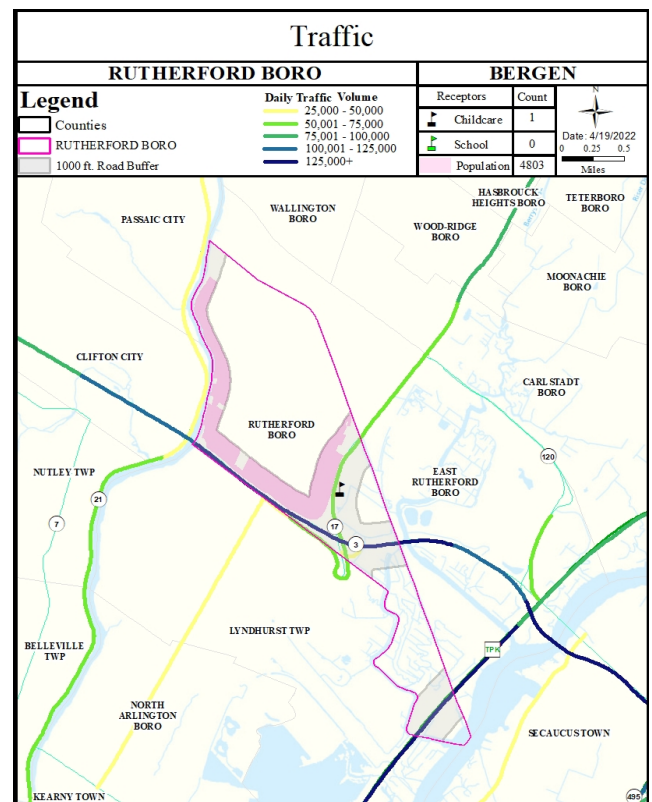 Traffic
RUTHERFORD BORO
BERGEN
Legend
Counties
RUTHERFORD BORO
1000 ft. Road Buffer
Daily Traffic Volume
25,000 - 50,000
50,001 - 75,000
75,001 - 100,000
100,001 - 125,000
125,000+
Receptors Count
Childcare 1
School 0
Population 4803
N
Date: 4/19/2022
0 0.25 0.5
Miles
HASBROUCK
HEIGHTS BORO
TETERBORO
BORO
PASSAIC CITY
WALLINGTON
BORO
WOOD-RIDGE
BORO
MOONACHIE
BORO
CLIFTON CITY
CARLSTADT
BORO
RUTHERFORD
BORO
120
EAST
RUTHERFORD
BORO
NUTLEY TWP
21
7
17
3
LYNDHURST TWP
BELLEVILLE
TWP
TPK
NORTH
ARLINGTON
BORO
SECAUCUS TOWN
KEARNY TOWN
495